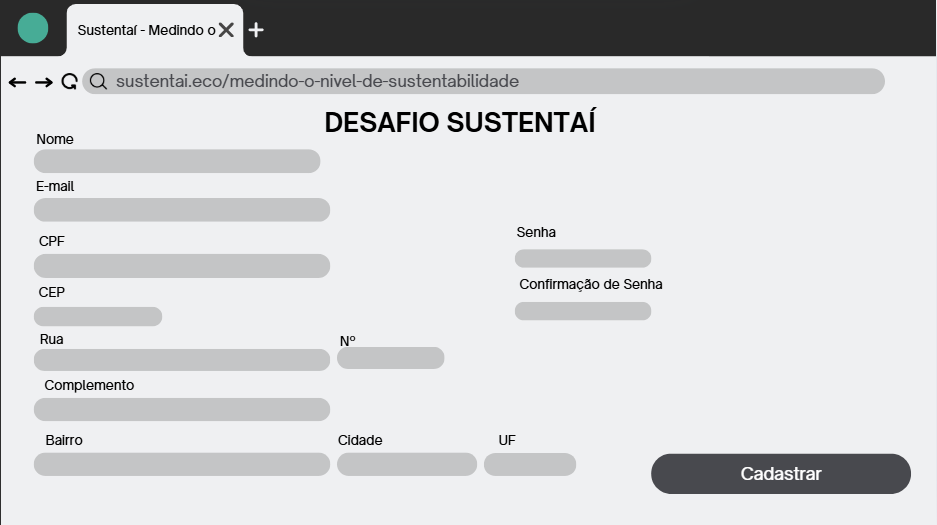 Sustentaí - Medindo o
sustentai.eco/medindo-o-nivel-de-sustentabilidade
DESAFIO SUSTENTAÍ
Nome
E-mail
CPF
CEP
Rua
Nº
Complemento
Bairro
Cidade
UF
Senha
Confirmação de Senha
Cadastrar